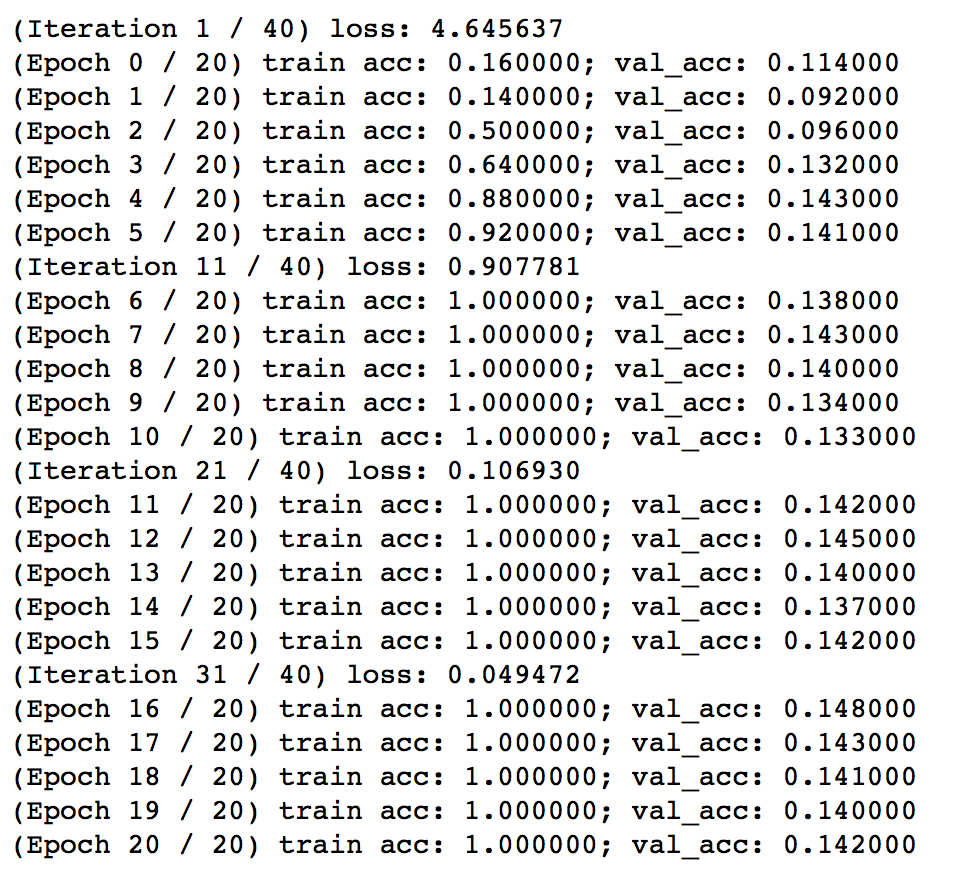 (Iteration 1 / 40) loss: 4.645637
(Epoch 0 / 20) train acc: 0.160000; val_acc: 0.114000
(Epoch 1 / 20) train acc: 0.140000; val_acc: 0.092000
(Epoch 2 / 20) train acc: 0.500000; val_acc: 0.096000
(Epoch 3 / 20) train acc: 0.640000; val_acc: 0.132000
(Epoch 4 / 20) train acc: 0.880000; val_acc: 0.143000
(Epoch 5 / 20) train acc: 0.920000; val_acc: 0.141000
(Iteration 11 / 40) loss: 0.907781
(Epoch 6 / 20) train acc: 1.000000; val_acc: 0.138000
(Epoch 7 / 20) train acc: 1.000000; val_acc: 0.143000
(Epoch 8 / 20) train acc: 1.000000; val_acc: 0.140000
(Epoch 9 / 20) train acc: 1.000000; val_acc: 0.134000
(Epoch 10 / 20) train acc: 1.000000; val_acc: 0.133000
(Iteration 21 / 40) loss: 0.106930
(Epoch 11 / 20) train acc: 1.000000; val_acc: 0.142000
(Epoch 12 / 20) train acc: 1.000000; val_acc: 0.145000
(Epoch 13 / 20) train acc: 1.000000; val_acc: 0.140000
(Epoch 14 / 20) train acc: 1.000000; val_acc: 0.137000
(Epoch 15 / 20) train acc: 1.000000; val_acc: 0.142000
(Iteration 31 / 40) loss: 0.049472
(Epoch 16 / 20) train acc: 1.000000; val_acc: 0.148000
(Epoch 17 / 20) train acc: 1.000000; val_acc: 0.143000
(Epoch 18 / 20) train acc: 1.000000; val_acc: 0.141000
(Epoch 19 / 20) train acc: 1.000000; val_acc: 0.140000
(Epoch 20 / 20) train acc: 1.000000; val_acc: 0.142000